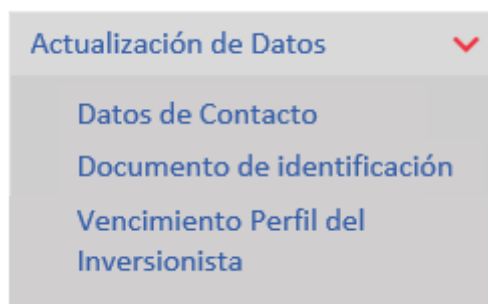 Actualización de Datos
Datos de Contacto
Documento de identificación
Vencimiento Perfil del
Inversionista